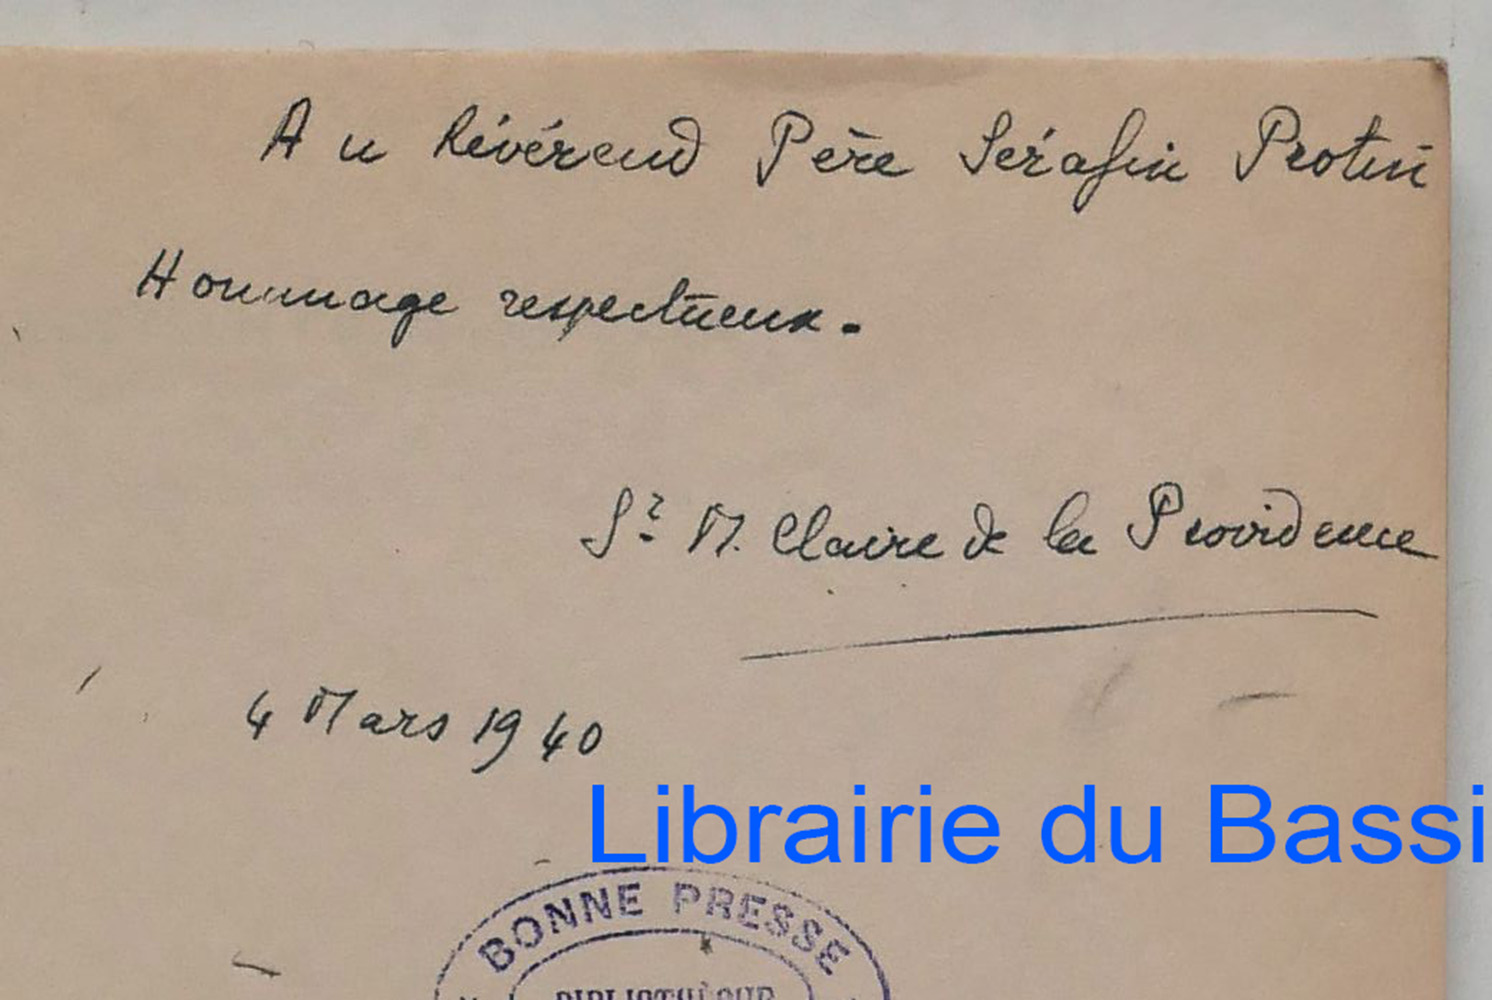 Au Révérend Père Sérafin Protin
Hommage respectueux.
Sr M. Claire de la Providence
4 Mars 1940
Librairie du Bassi
BONNE PRESSE
BIBLIOTHÈQUE